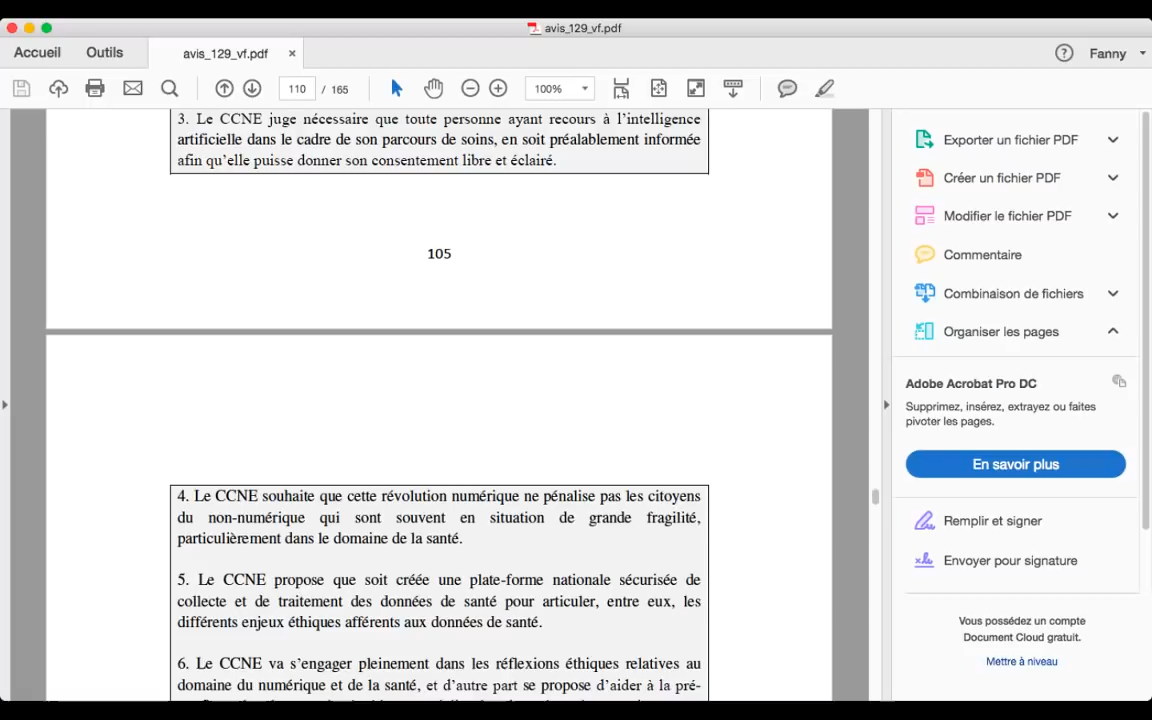 avis_129_vf.pdf
Accueil Outils avis_129_vf.pdf × ? Fanny
110 / 165 100%
3. Le CCNE juge nécessaire que toute personne ayant recours à l'intelligence
artificielle dans le cadre de son parcours de soins, en soit préalablement informée
afin qu'elle puisse donner son consentement libre et éclairé.
105
4. Le CCNE souhaite que cette révolution numérique ne pénalise pas les citoyens
du non-numérique qui sont souvent en situation de grande fragilité,
particulièrement dans le domaine de la santé.
5. Le CCNE propose que soit créée une plate-forme nationale sécurisée de
collecte et de traitement des données de santé pour articuler, entre eux, les
différents enjeux éthiques afférents aux données de santé.
6. Le CCNE va s'engager pleinement dans les réflexions éthiques relatives au
domaine du numérique et de la santé, et d'autre part se propose d'aider à la pré-
Exporter un fichier PDF
Créer un fichier PDF
Modifier le fichier PDF
Commentaire
Combinaison de fichiers
Organiser les pages
Adobe Acrobat Pro DC
Supprimez, insérez, extrayez ou faites
pivoter les pages.
En savoir plus
Remplir et signer
Envoyer pour signature
Vous possédez un compte
Document Cloud gratuit.
Mettre à niveau